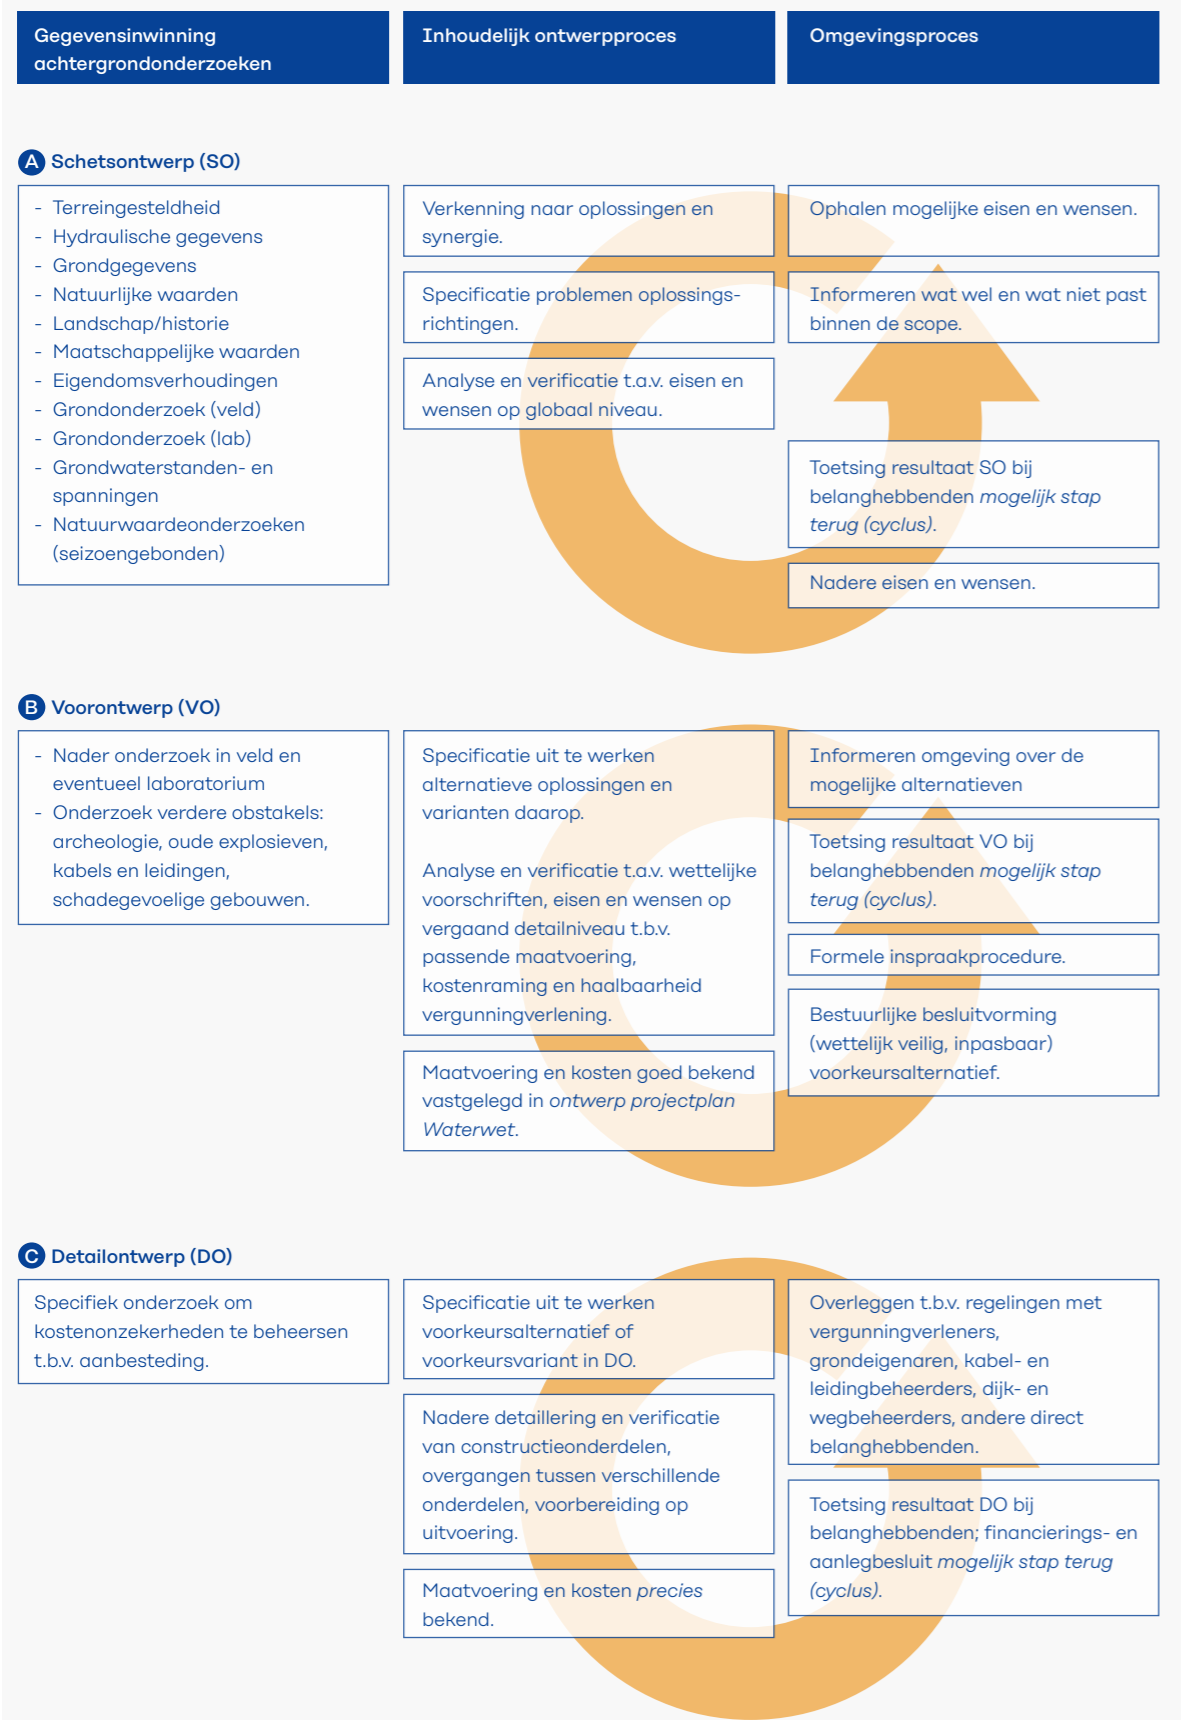 Gegevensinwinning
achtergrondonderzoeken
Inhoudelijk ontwerpproces
Omgevingsproces
A Schetsontwerp (SO)
- Terreingesteldheid
- Hydraulische gegevens
- Grondgegevens
- Natuurlijke waarden
- Landschap/historie
- Maatschappelijke waarden
- Eigendomsverhoudingen
- Grondonderzoek (veld)
- Grondonderzoek (lab)
- Grondwaterstanden- en
spanningen
- Natuurwaardeonderzoeken
(seizoengebonden)
Verkenning naar oplossingen en
synergie.
Specificatie problemen oplossings-
richtingen.
Analyse en verificatie t.a.v. eisen en
wensen op globaal niveau.
Ophalen mogelijke eisen en wensen.
Informeren wat wel en wat niet past
binnen de scope.
Toetsing resultaat SO bij
belanghebbenden mogelijk stap
terug (cyclus).
Nadere eisen en wensen.
B Voorontwerp (VO)
- Nader onderzoek in veld en
eventueel laboratorium
- Onderzoek verdere obstakels:
archeologie, oude explosieven,
kabels en leidingen,
schadegevoelige gebouwen.
Specificatie uit te werken
alternatieve oplossingen en
varianten daarop.
Analyse en verificatie t.a.v. wettelijke
voorschriften, eisen en wensen op
vergaand detailniveau t.b.v.
passende maatvoering,
kostenraming en haalbaarheid
vergunningverlening.
Maatvoering en kosten goed bekend
vastgelegd in ontwerp projectplan
Waterwet.
Informeren omgeving over de
mogelijke alternatieven
Toetsing resultaat VO bij
belanghebbenden mogelijk stap
terug (cyclus).
Formele inspraakprocedure.
Bestuurlijke besluitvorming
(wettelijk veilig, inpasbaar)
voorkeursalternatief.
C Detailontwerp (DO)
Specifiek onderzoek om
kostenonzekerheden te beheersen
t.b.v. aanbesteding.
Specificatie uit te werken
voorkeursalternatief of
voorkeursvariant in DO.
Nadere detaillering en verificatie
van constructieonderdelen,
overgangen tussen verschillende
onderdelen, voorbereiding op
uitvoering.
Maatvoering en kosten precies
bekend.
Overleggen t.b.v. regelingen met
vergunningverleners,
grondeigenaren, kabel- en
leidingbeheerders, dijk- en
wegbeheerders, andere direct
belanghebbenden.
Toetsing resultaat DO bij
belanghebbenden; financierings- en
aanlegbesluit mogelijk stap terug
(cyclus).